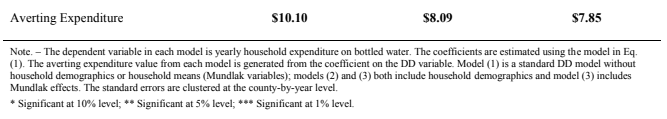 Averting Expenditure $10.10 $8.09 $7.85
Note. – The dependent variable in each model is yearly household expenditure on bottled water. The coefficients are estimated using the model in Eq.
(1). The averting expenditure value from each model is generated from the coefficient on the DD variable. Model (1) is a standard DD model without
household demographics or household means (Mundlak variables); models (2) and (3) both include household demographics and model (3) includes
Mundlak effects. The standard errors are clustered at the county-by-year level.
* Significant at 10% level; ** Significant at 5% level; *** Significant at 1% level.